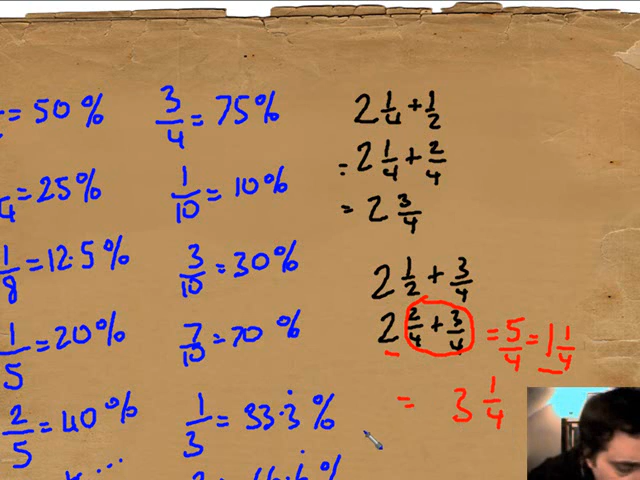 = 50%
= 25%
1/8 = 12.5%
1/5 = 20%
2/5 = 40%
3/4 = 75%
1/10 = 10%
3/10 = 30%
7/10 = 70%
1/3 = 33.3̇%
2 1/4 + 1/2
= 2 1/4 + 2/4
= 2 3/4
2 1/2 + 3/4
2 2/4 + 3/4 = 5/4 = 1 1/4
= 3 1/4